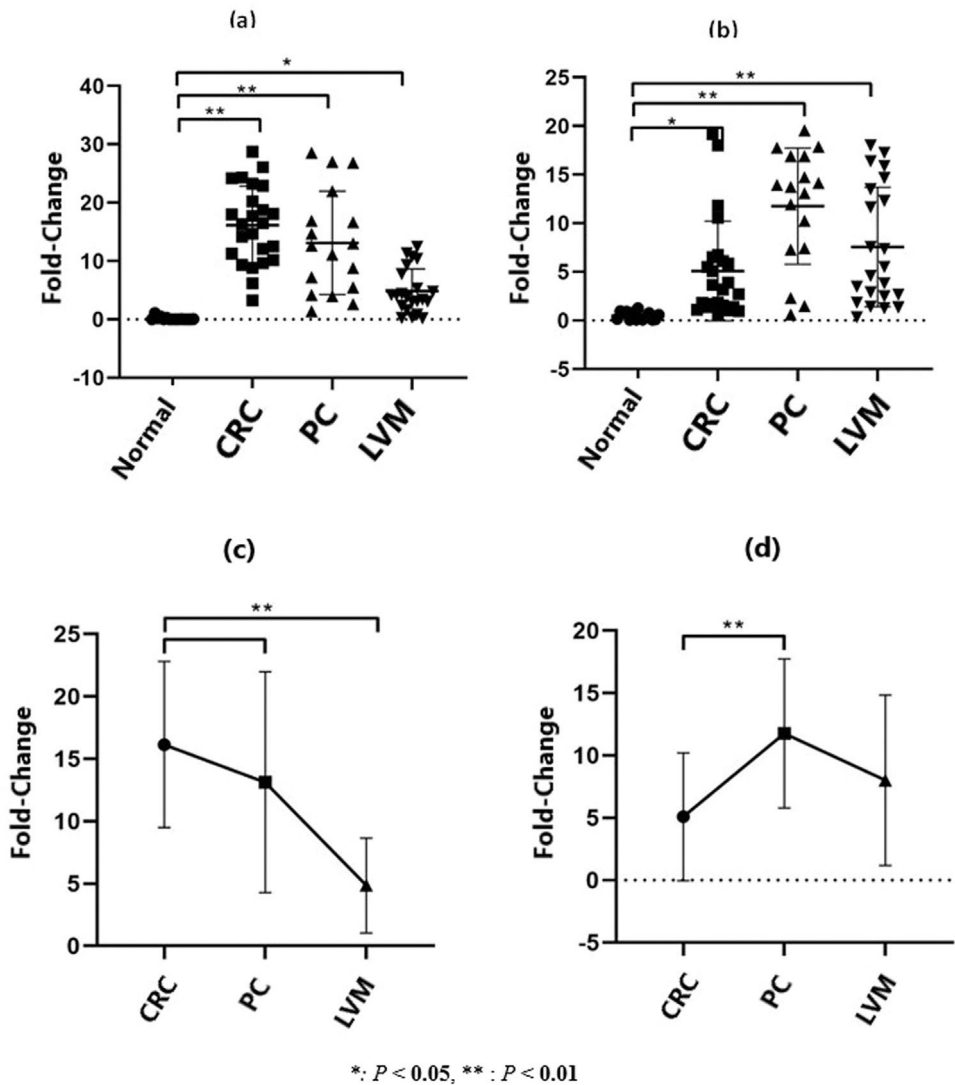 (a)
*
**
**
Fold-Change
40
30
20
10
0
-10
Normal
CRC
PC
LVM
(b)
**
**
*
Fold-Change
25
20
15
10
5
0
-5
Normal
CRC
PC
LVM
(c)
**
Fold-Change
25
20
15
10
5
0
CRC
PC
LVM
(d)
**
Fold-Change
20
15
10
5
0
-5
CRC
PC
LVM
*: P < 0.05, ** : P < 0.01